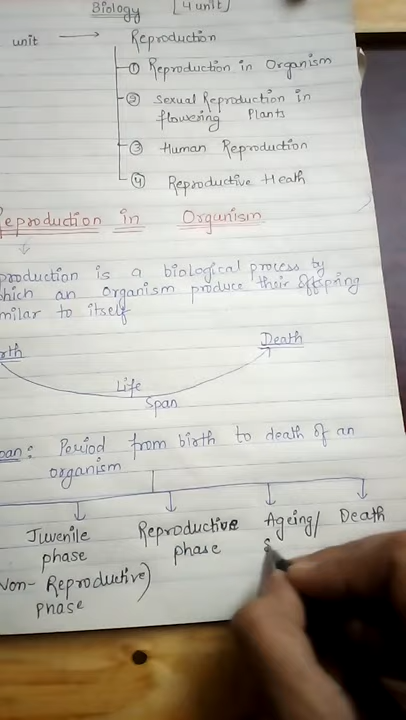 Biology [4 unit]
unit → Reproduction
① Reproduction in Organism
② Sexual Reproduction in
flowering Plants
③ Human Reproduction
④ Reproductive Heath
Reproduction in Organism
production is a biological process by
which an organism produce their offspring
milar to itself
rth
Death
Life
Span
pan: Period from birth to death of an
organism
Juvenile
phase
(Non-Reproductive)
phase
Reproductive
phase
Ageing/
S
Death